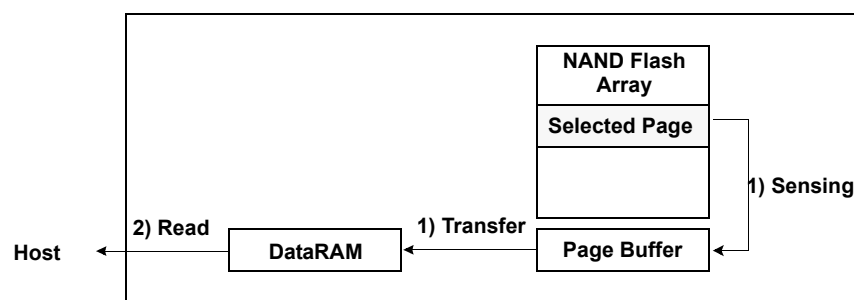 NAND Flash
Array
Selected Page
1) Sensing
2) Read
1) Transfer
Host
DataRAM
Page Buffer